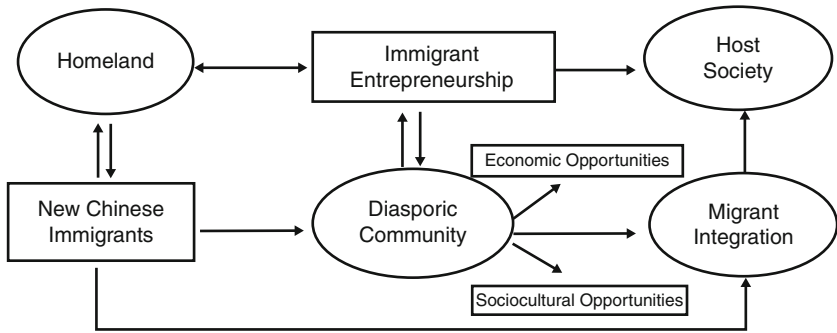 Homeland
Immigrant
Entrepreneurship
Host
Society
Economic Opportunities
New Chinese
Immigrants
Diasporic
Community
Migrant
Integration
Sociocultural Opportunities